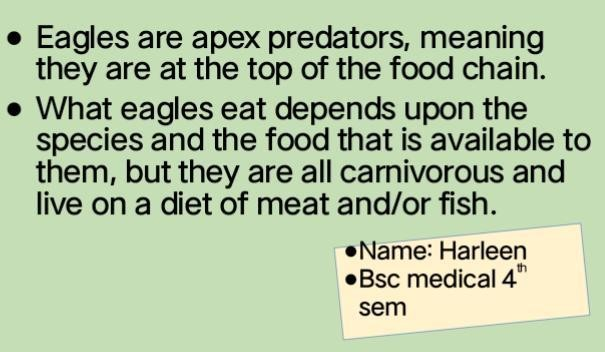 • Eagles are apex predators, meaning
they are at the top of the food chain.
• What eagles eat depends upon the
species and the food that is available to
them, but they are all carnivorous and
live on a diet of meat and/or fish.
•Name: Harleen
•Bsc medical 4th
sem